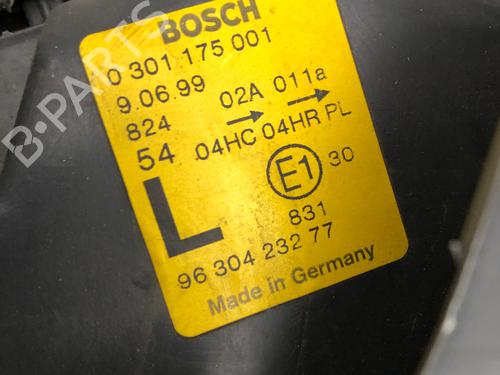 BOSCH
0 301 175 001
9.06.99
824 02A 011a
54 04HC 04HR PL
L E1 30
831
96 304 232 77
Made in Germany
B-PARTS